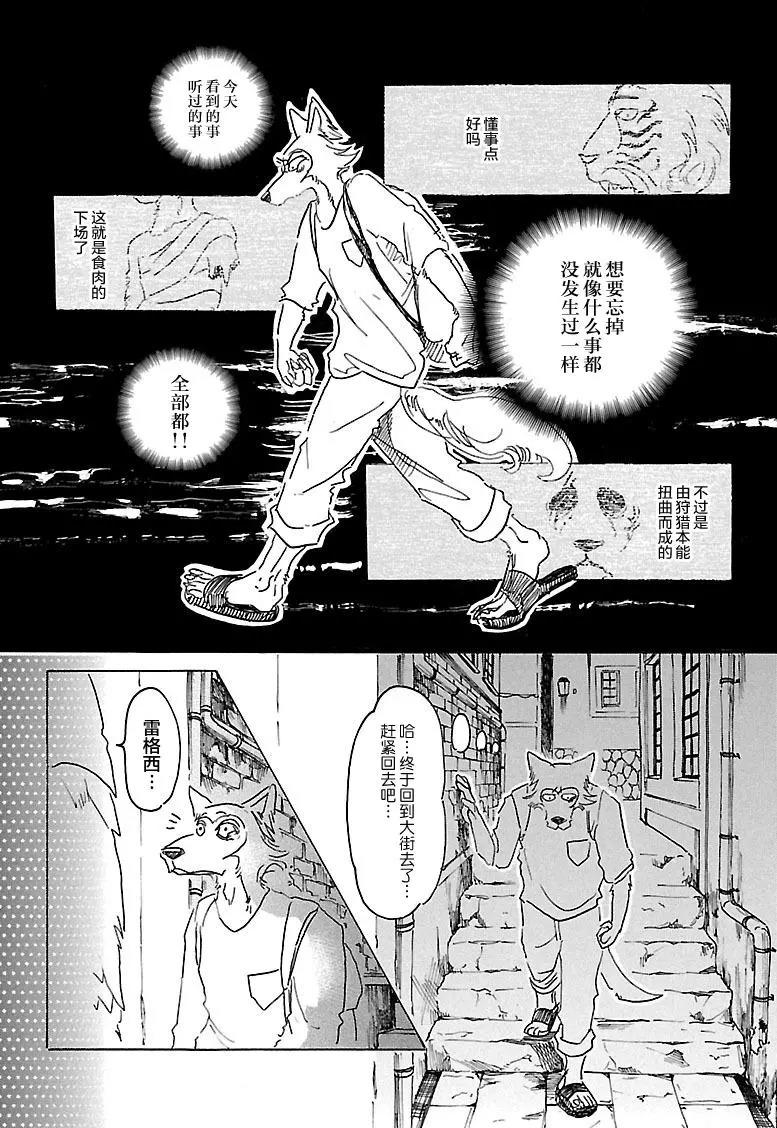 懂事点
好吗
今天
看到的事
听过的事
这就是食肉的
下场了
想要忘掉
就像什么事都
没发生过一样
全部都!!
不过是
由狩猎本能
扭曲而成的
哈…终于回到大街去了…
赶紧回去吧…
雷格西…